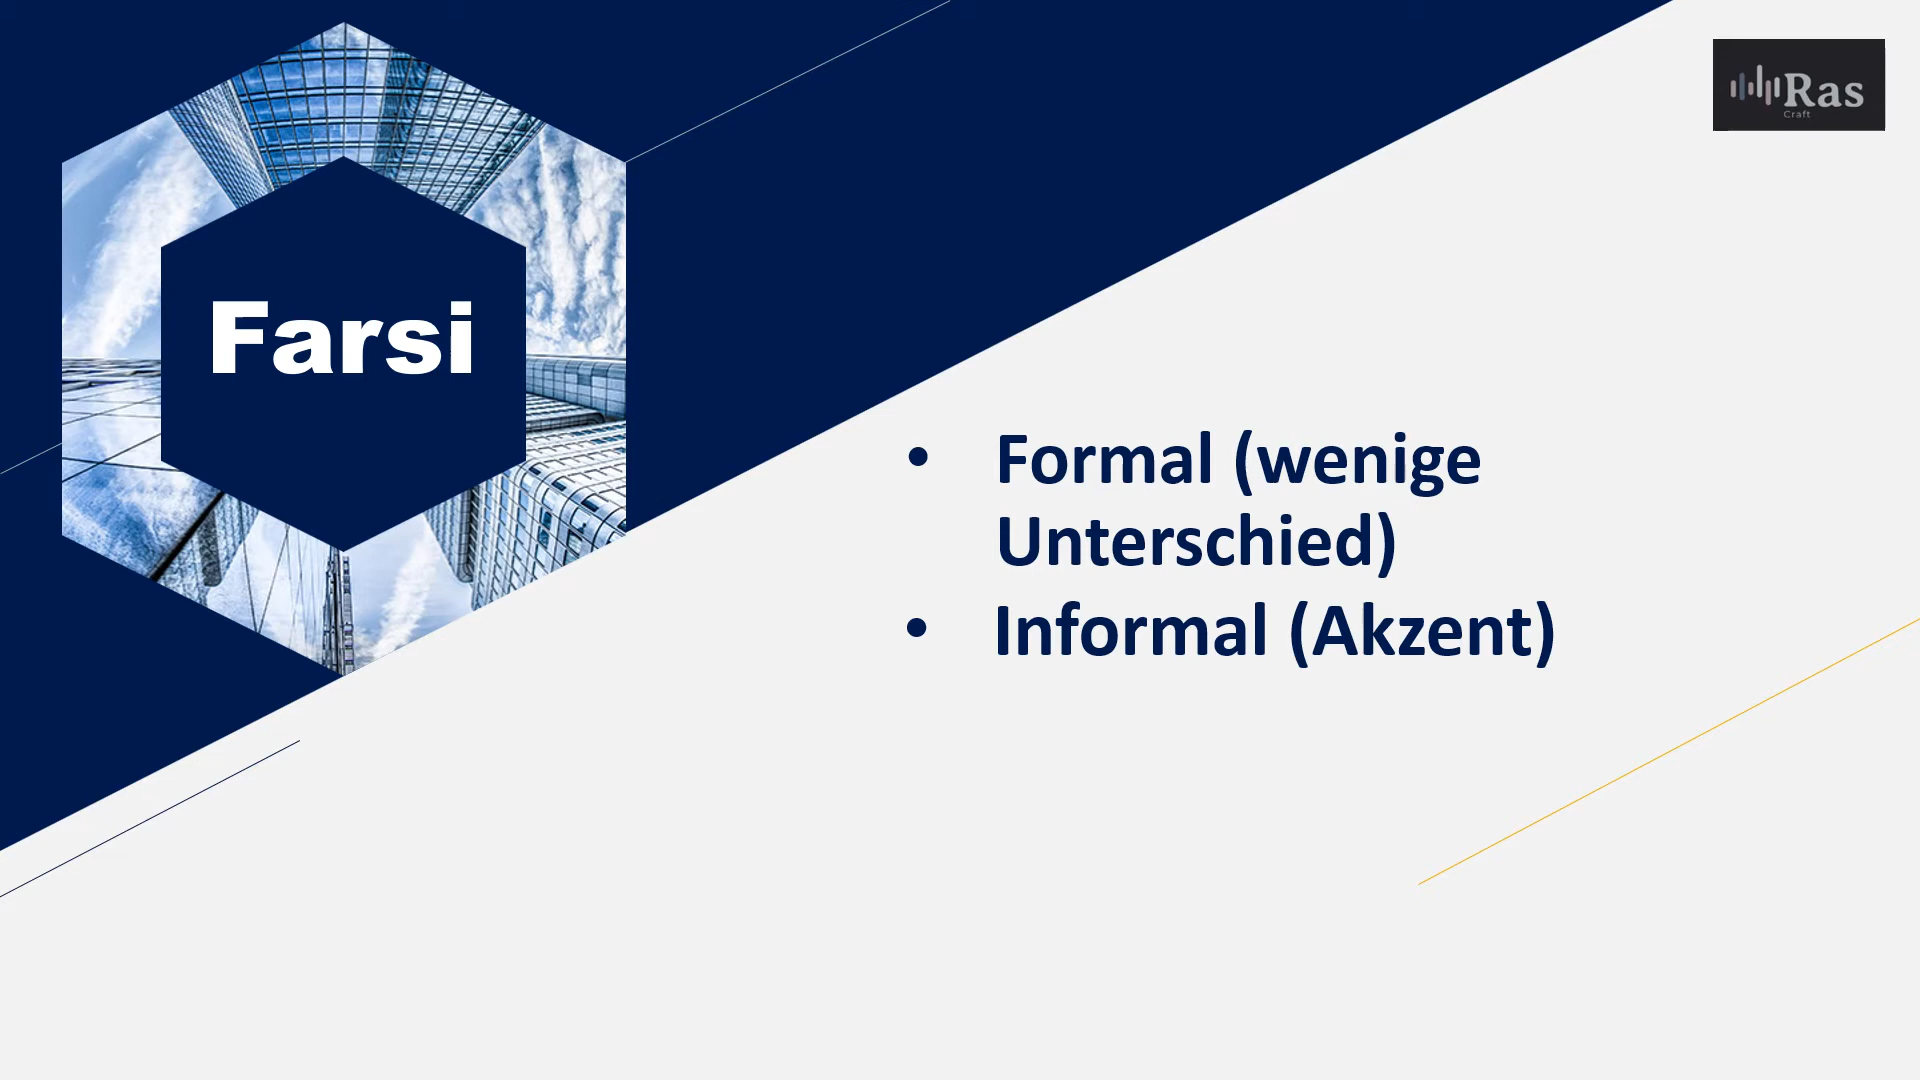 Ras
Craft
Farsi
• Formal (wenige
Unterschied)
• Informal (Akzent)